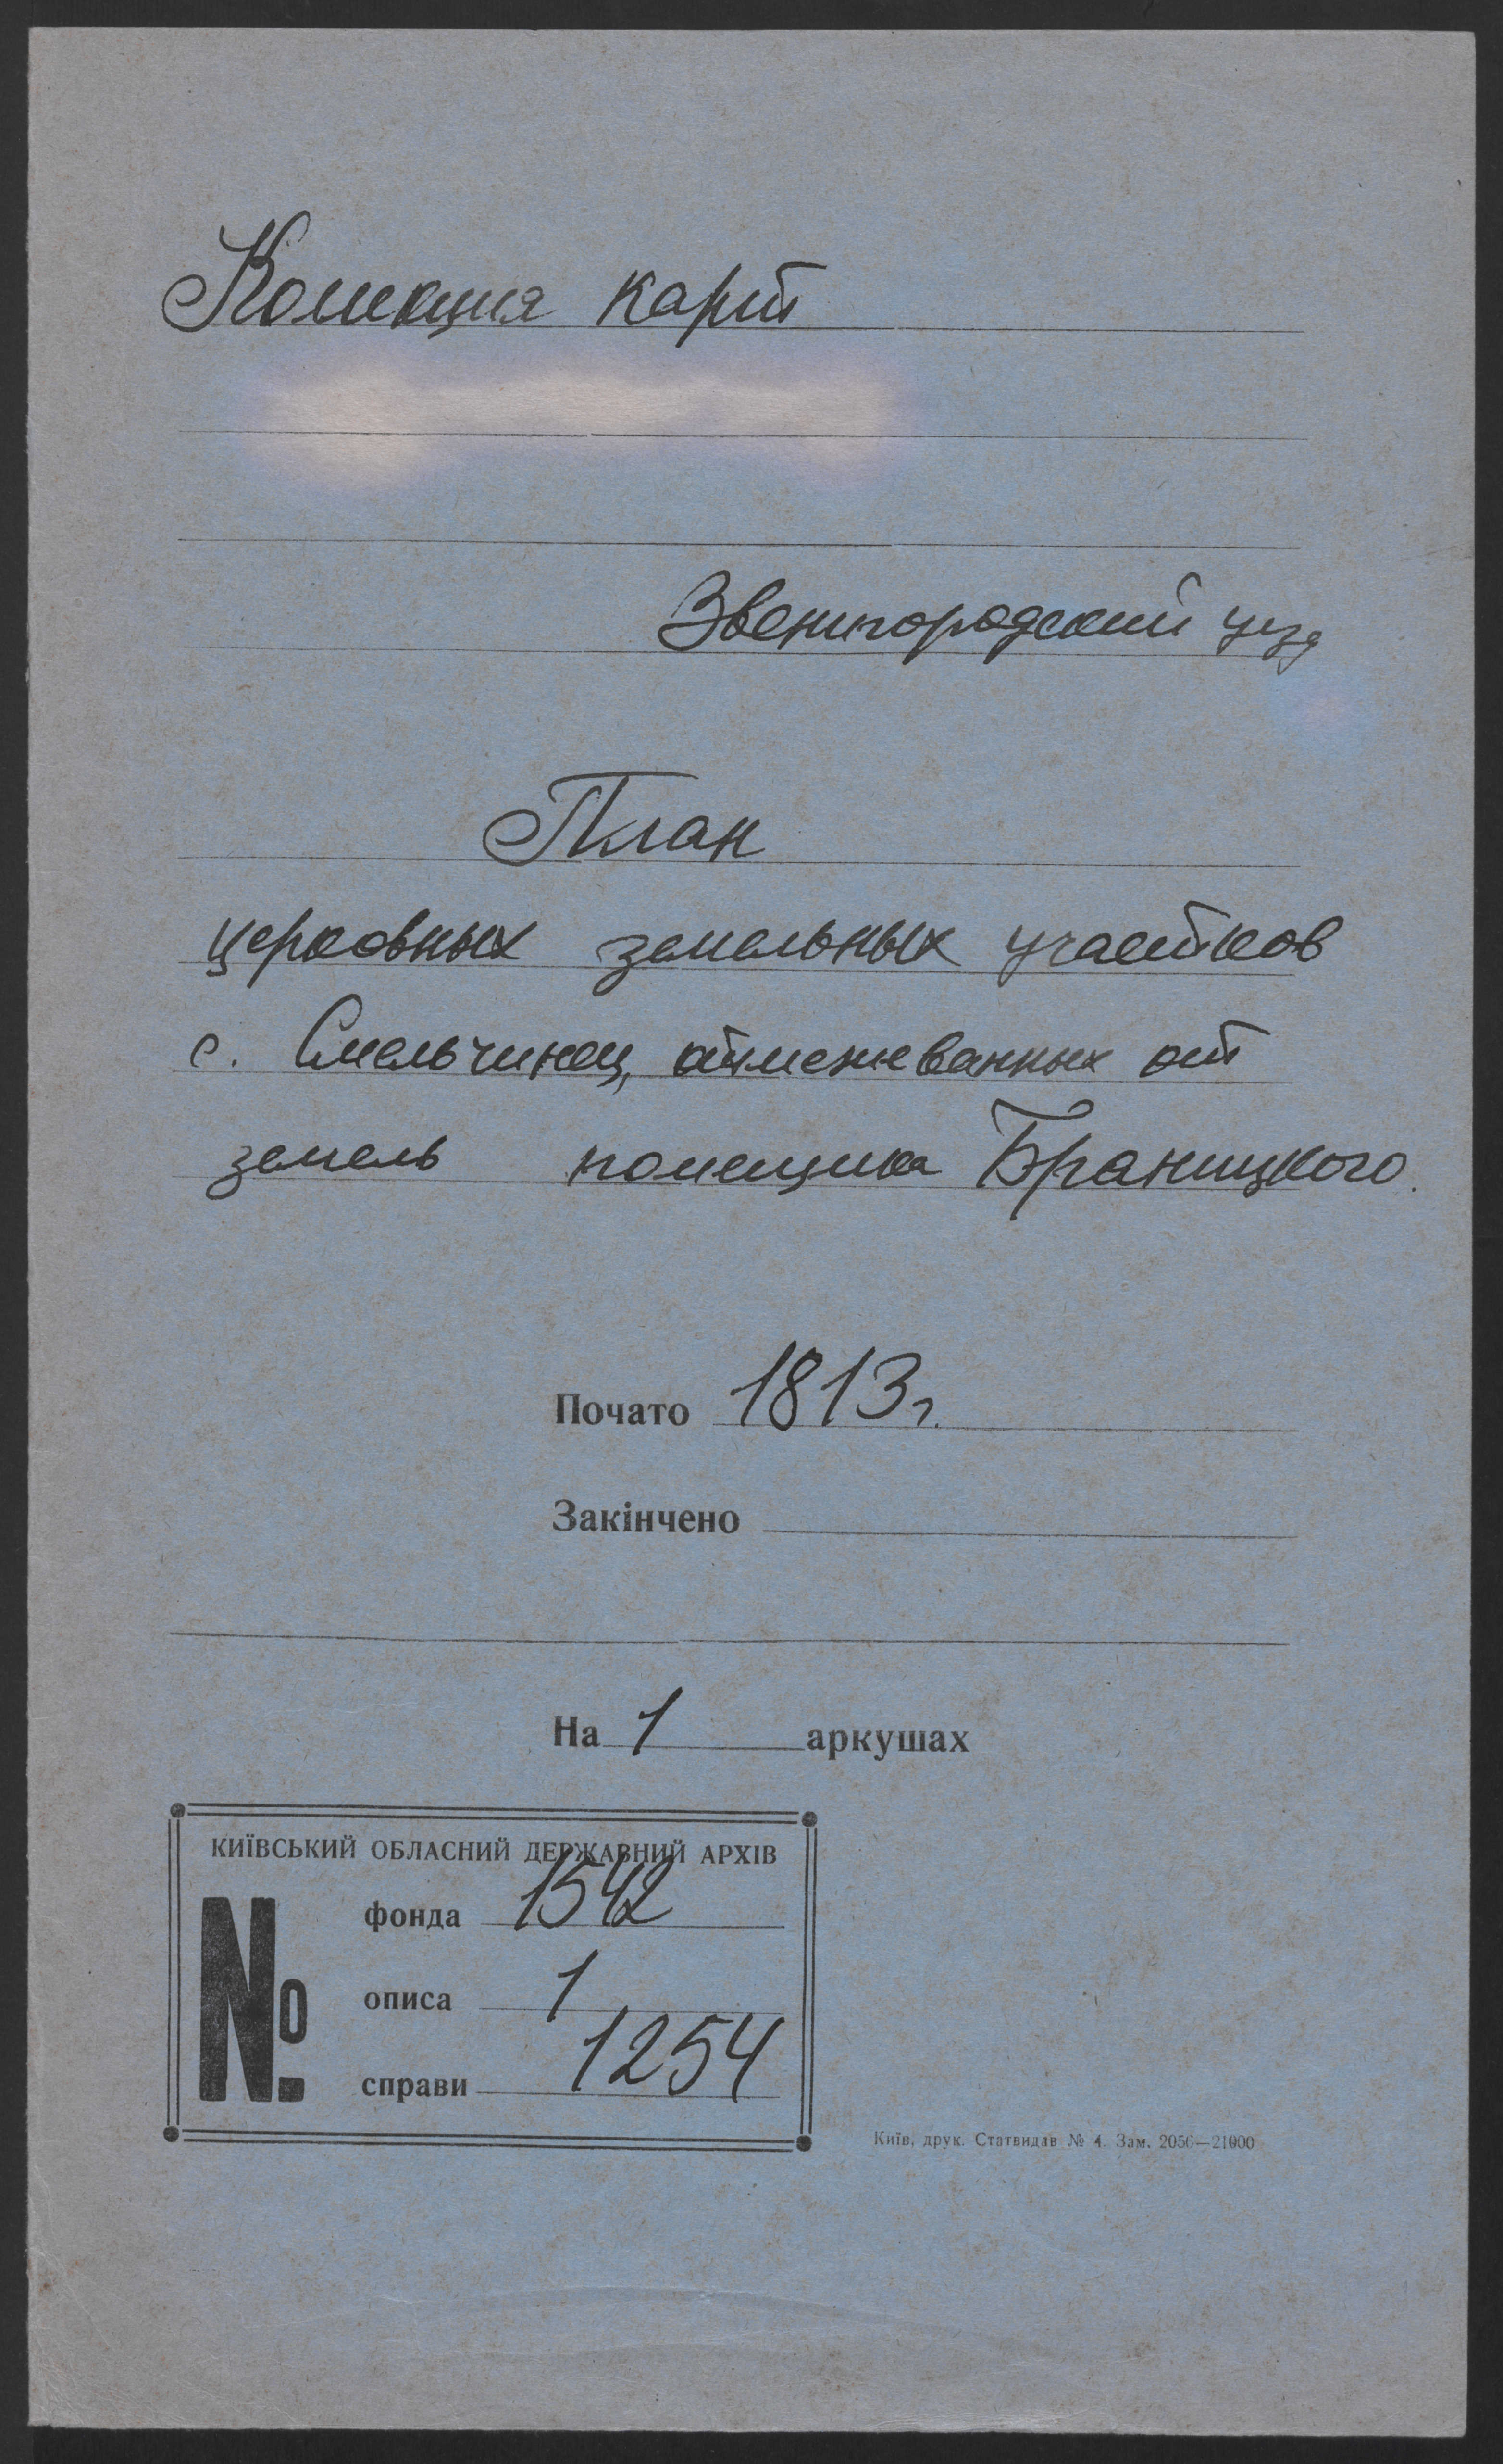 Колекция карт
Звенигородский уезд
План
церковных земельных участков
с. Смельчинец, отмежеванных от
земель помещика Браницкого.
Почато 1813 г.
Закінчено
На 1 аркушах
КИЇВСЬКИЙ ОБЛАСНИЙ ДЕРЖАВНИЙ АРХІВ
№
фонда 1542
описа 1
справи 1254
Київ, друк. Статвидав № 4. Зам. 2056—21000